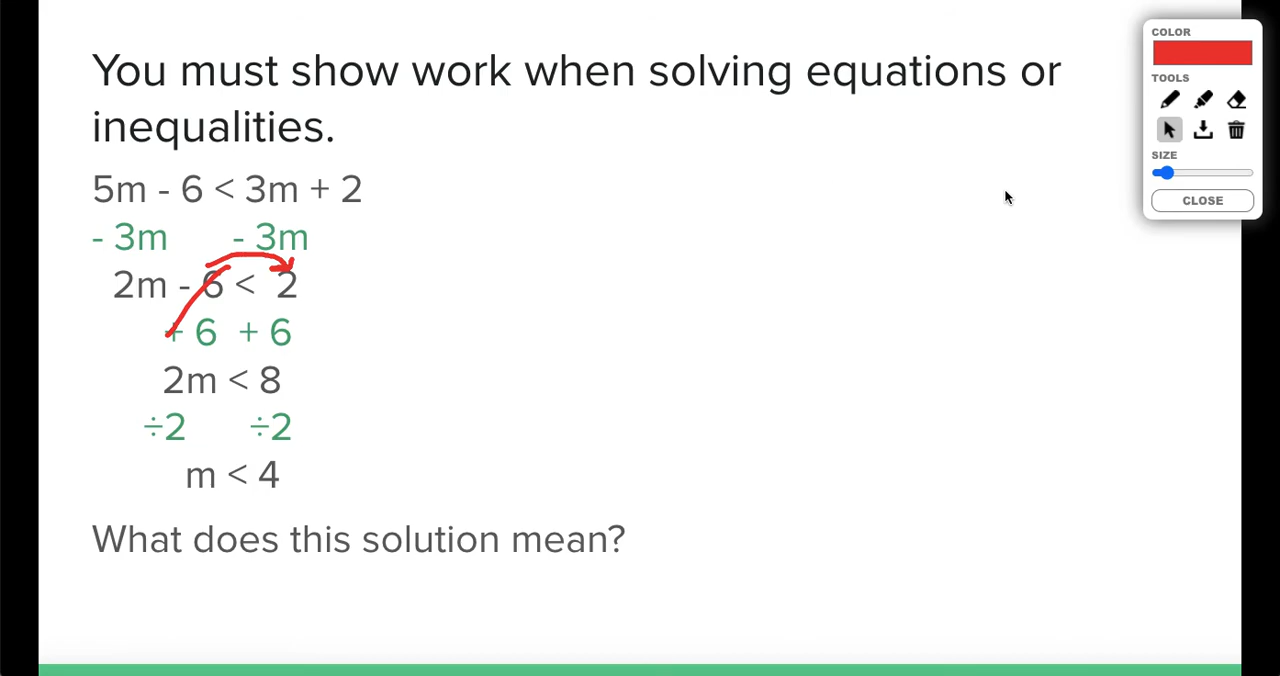 You must show work when solving equations or
inequalities.
5m - 6 < 3m + 2
- 3m - 3m
2m - 6 < 2
+ 6 + 6
2m < 8
÷2 ÷2
m < 4
What does this solution mean?
COLOR
TOOLS
SIZE
CLOSE